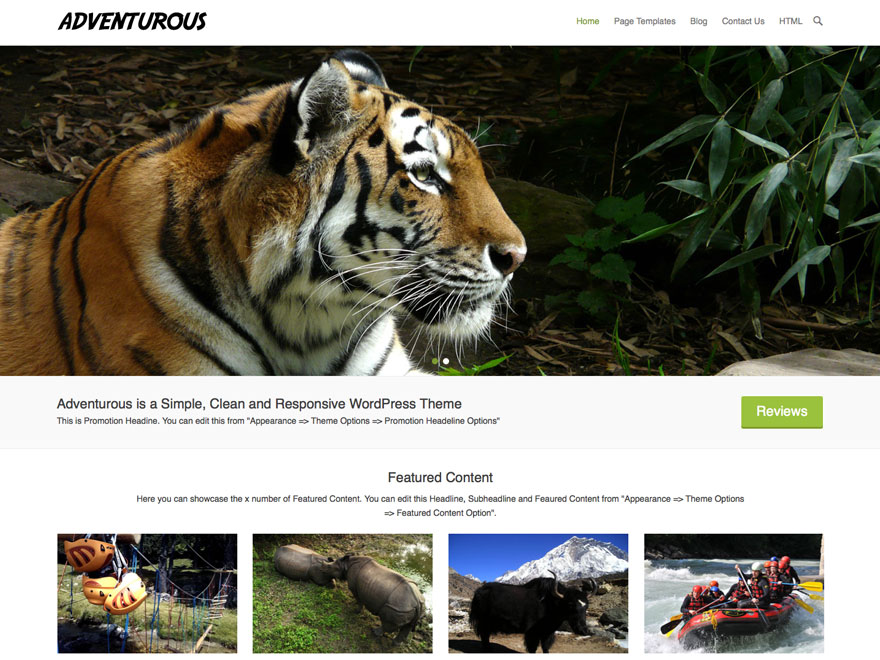 ADVENTUROUS
Home Page Templates Blog Contact Us HTML
Adventurous is a Simple, Clean and Responsive WordPress Theme
This is Promotion Headine. You can edit this from "Appearance => Theme Options => Promotion Headeline Options"
Reviews
Featured Content
Here you can showcase the x number of Featured Content. You can edit this Headline, Subheadline and Feaured Content from "Appearance => Theme Options
=> Featured Content Option".